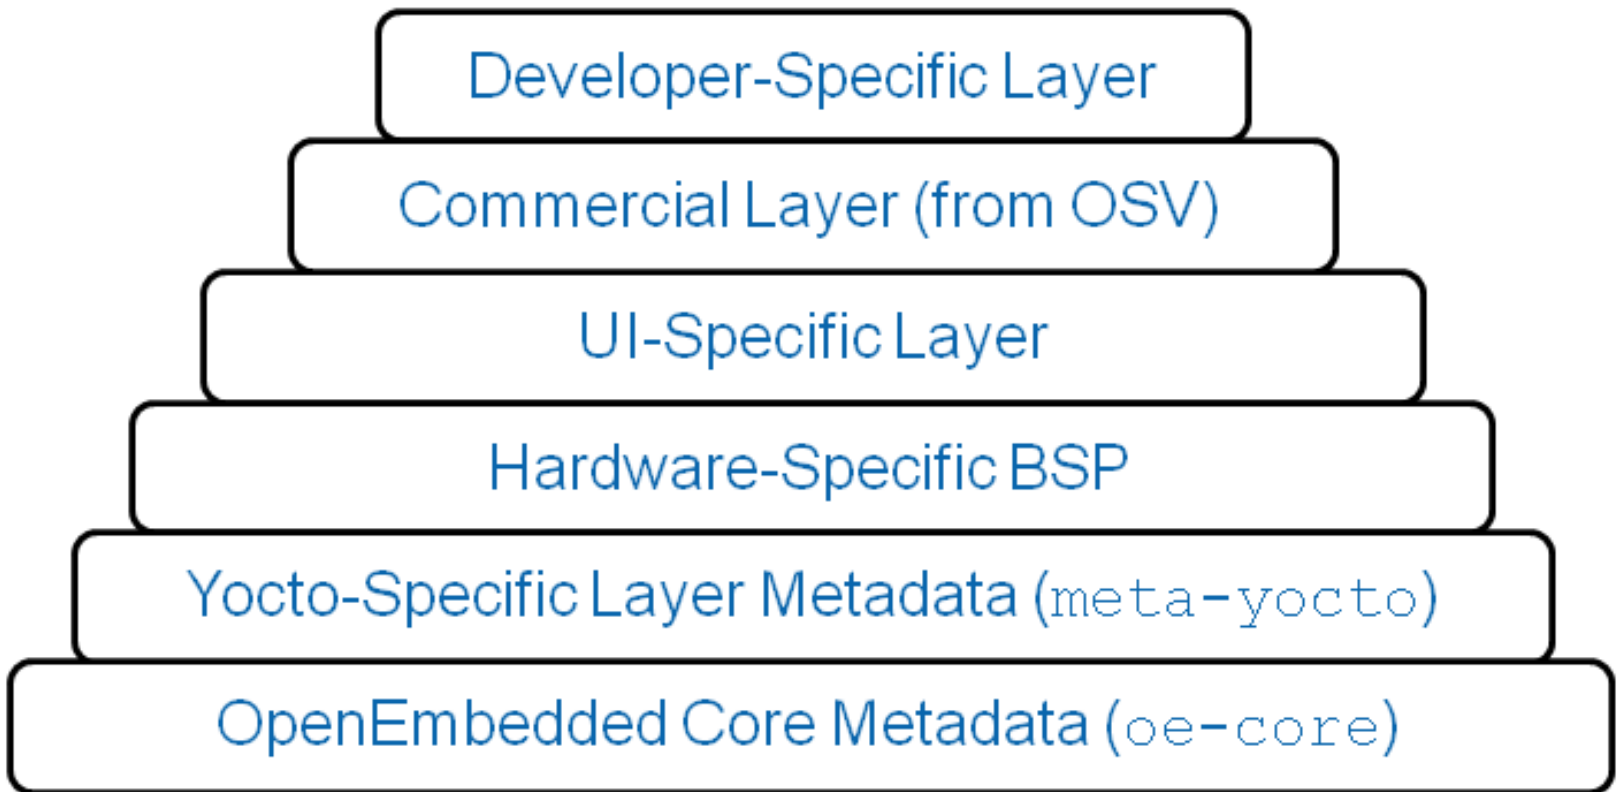 Developer-Specific Layer
Commercial Layer (from OSV)
UI-Specific Layer
Hardware-Specific BSP
Yocto-Specific Layer Metadata (meta-yocto)
OpenEmbedded Core Metadata (oe-core)